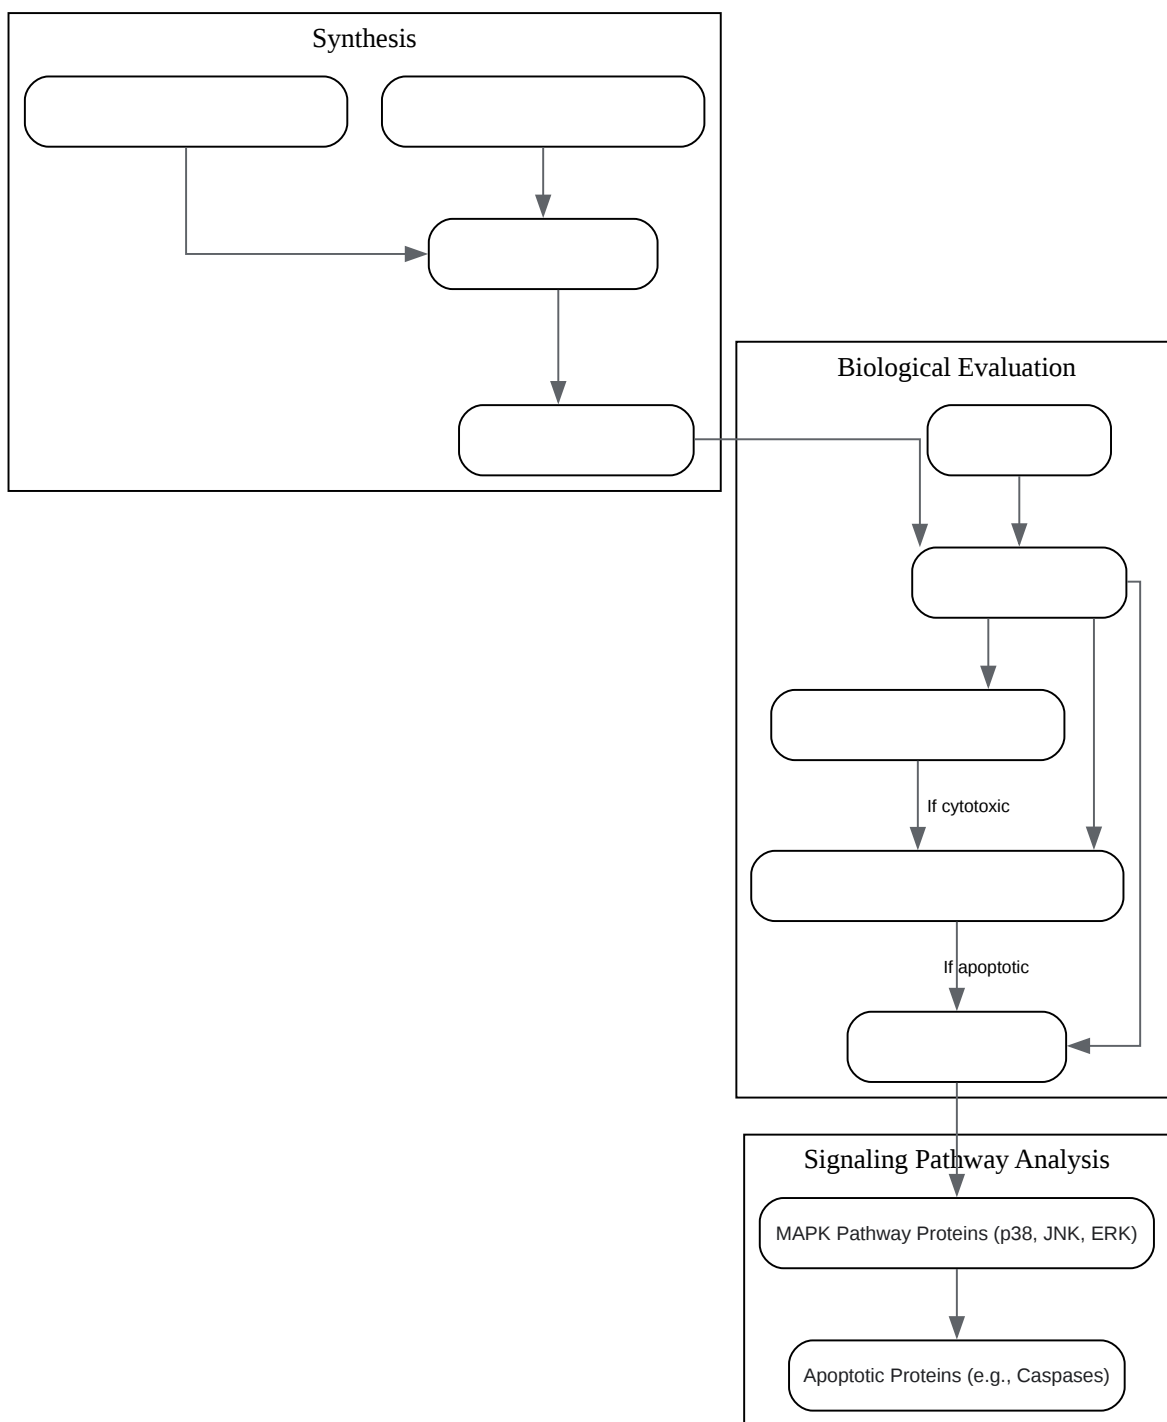 Synthesis
Biological Evaluation
If cytotoxic
If apoptotic
Signaling Pathway Analysis
MAPK Pathway Proteins (p38, JNK, ERK)
Apoptotic Proteins (e.g., Caspases)